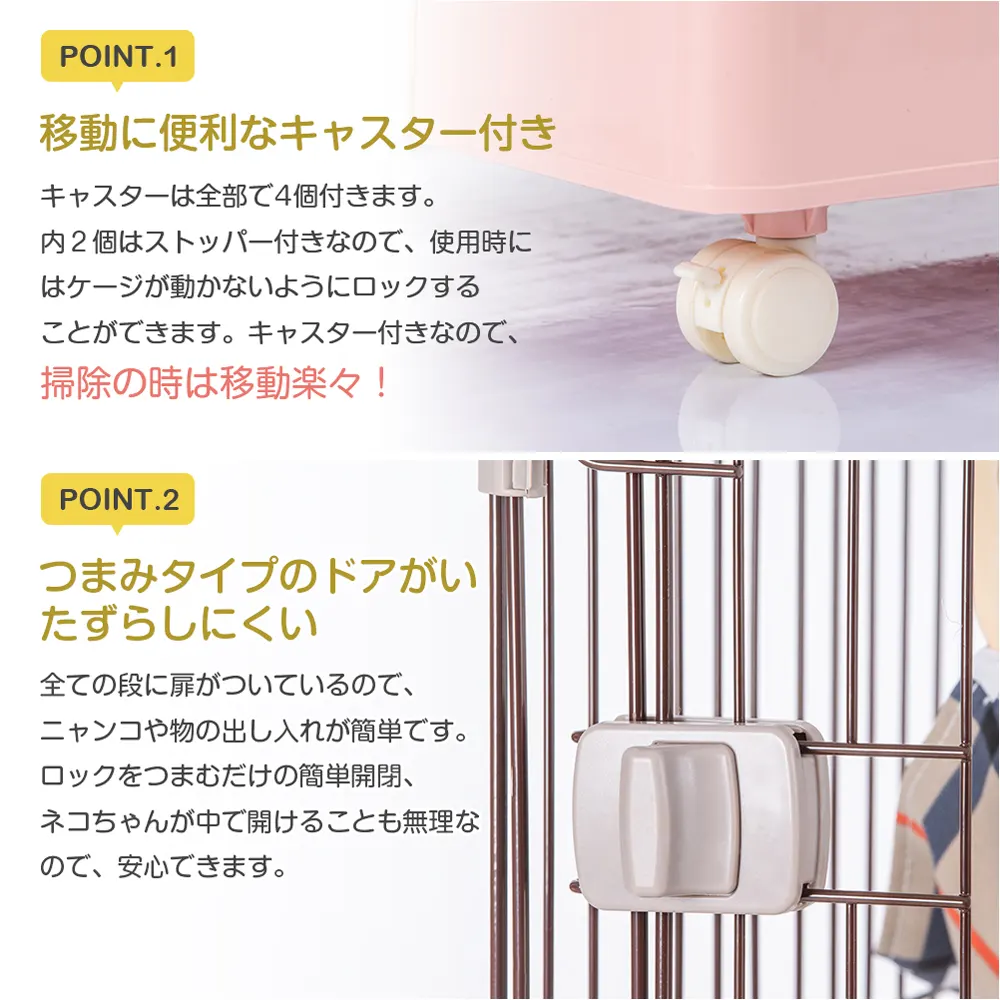 POINT.1
移動に便利なキャスター付き
キャスターは全部で4個付きます。
内２個はストッパー付きなので、使用時に
はケージが動かないようにロックする
ことができます。キャスター付きなので、
掃除の時は移動楽々！
POINT.2
つまみタイプのドアがい
たずらしにくい
全ての段に扉がついているので、
ニャンコや物の出し入れが簡単です。
ロックをつまむだけの簡単開閉、
ネコちゃんが中で開けることも無理な
ので、安心できます。